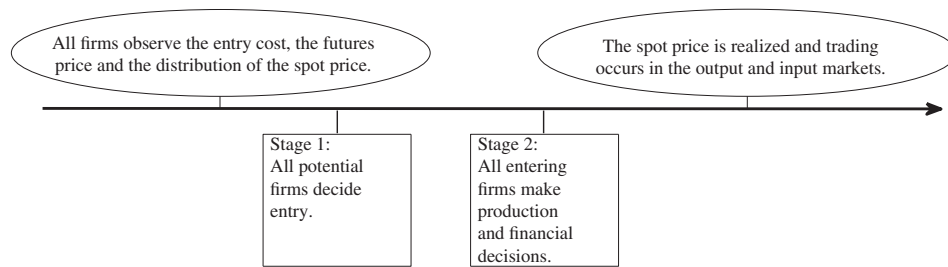 All firms observe the entry cost, the futures
price and the distribution of the spot price.
The spot price is realized and trading
occurs in the output and input markets.
Stage 1:
All potential
firms decide
entry.
Stage 2:
All entering
firms make
production
and financial
decisions.